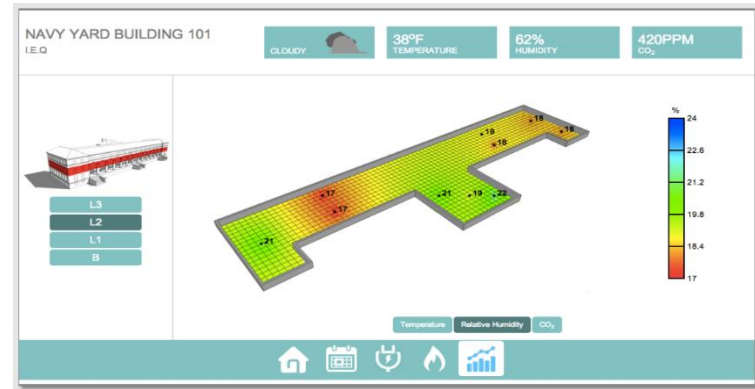 NAVY YARD BUILDING 101
I.E.Q
CLOUDY
38°F
TEMPERATURE
62%
HUMIDITY
420PPM
CO₂
L3
L2
L1
B
19
18
18
18
17
17
21
19
22
21
%
24
22.6
21.2
19.8
18.4
17
Temperature
Relative Humidity
CO₂